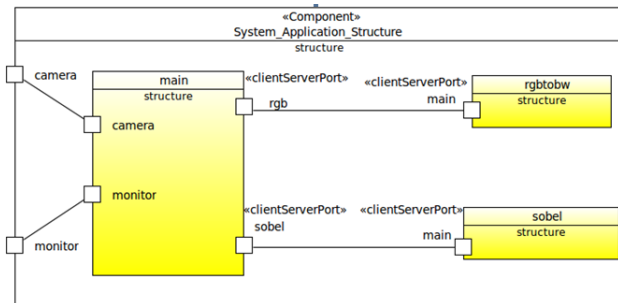 «Component»
System_Application_Structure
structure
camera
main
structure
«clientServerPort»
rgb
«clientServerPort»
main
rgbtobw
structure
camera
monitor
monitor
«clientServerPort»
sobel
«clientServerPort»
main
sobel
structure